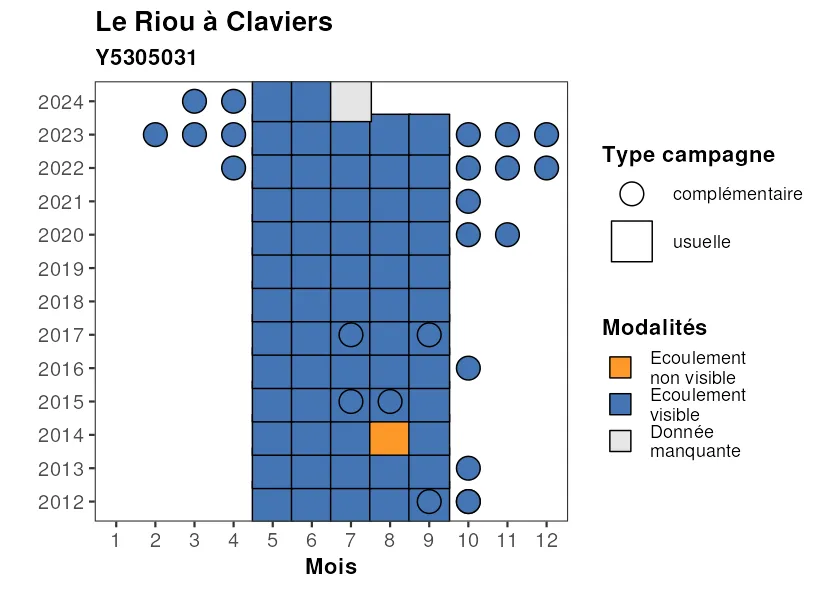 Le Riou à Claviers
Y5305031
2024
2023
2022
2021
2020
2019
2018
2017
2016
2015
2014
2013
2012
1 2 3 4 5 6 7 8 9 10 11 12
Mois
Type campagne
complémentaire
usuelle
Modalités
Ecoulement
non visible
Ecoulement
visible
Donnée
manquante